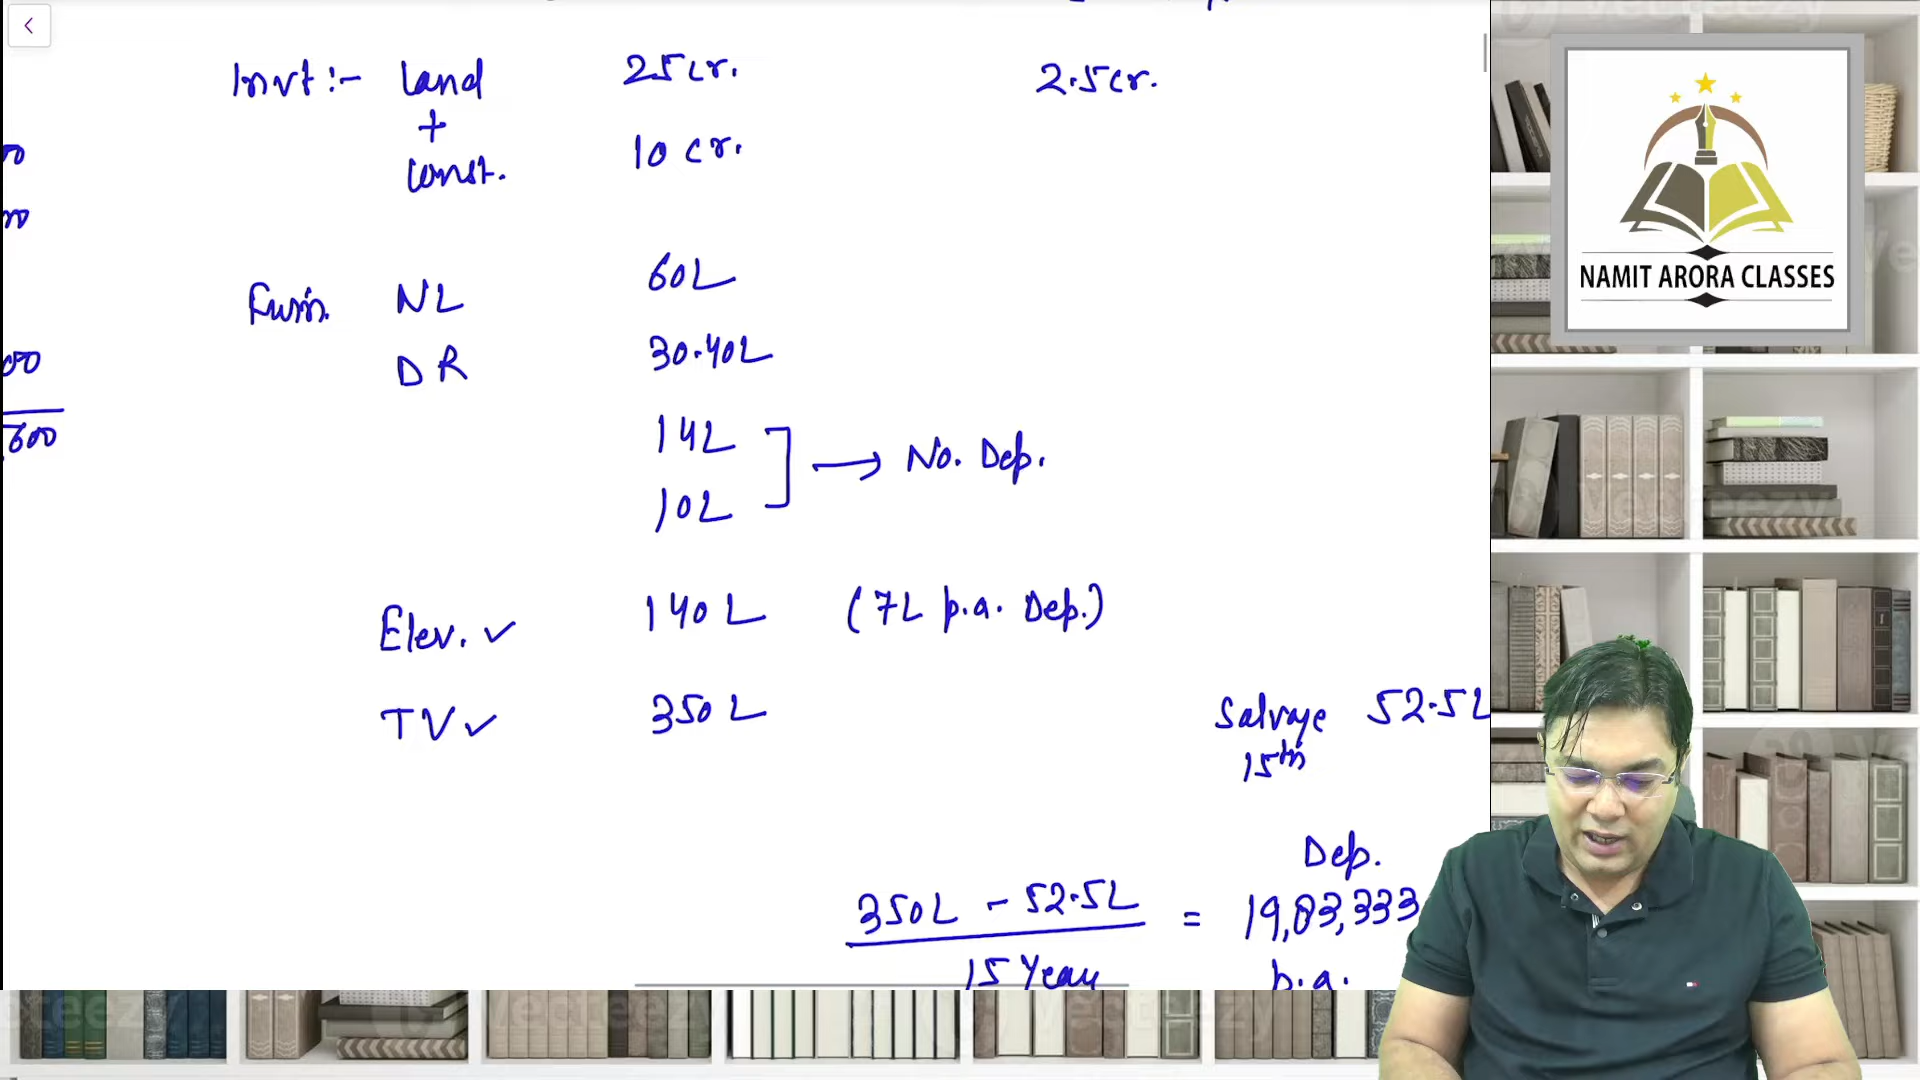 Invt :- Land 25 cr. 2.5 cr.
+
Const. 10 cr.
Furn. NL 60L
DR 30.40L
14L
10L
→ No. Dep.
Elev. ✓ 140 L (7L p.a. Dep.)
TV ✓ 350 L
Salvage 52.5L
15th
Dep.
350L - 52.5L = 19,83,333
15 Year p.a.
600
NAMIT ARORA CLASSES